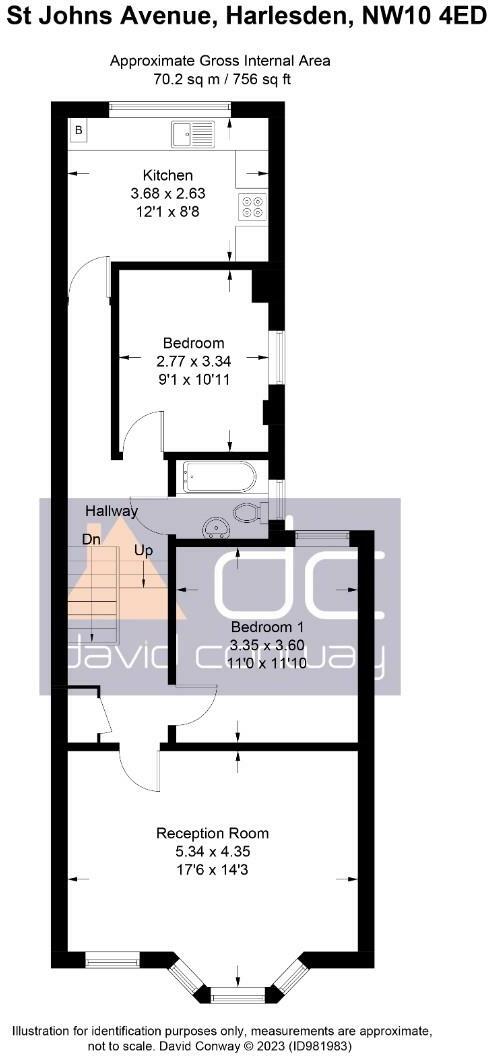 St Johns Avenue, Harlesden, NW10 4ED
Approximate Gross Internal Area
70.2 sq m / 756 sq ft
B
Kitchen
3.68 x 2.63
12'1 x 8'8
Bedroom
2.77 x 3.34
9'1 x 10'11
Hallway
Dn
Up
dc
Bedroom 1
3.35 x 3.60
11'0 x 11'10
david conway
Reception Room
5.34 x 4.35
17'6 x 14'3
Illustration for identification purposes only, measurements are approximate,
not to scale. David Conway © 2023 (ID981983)